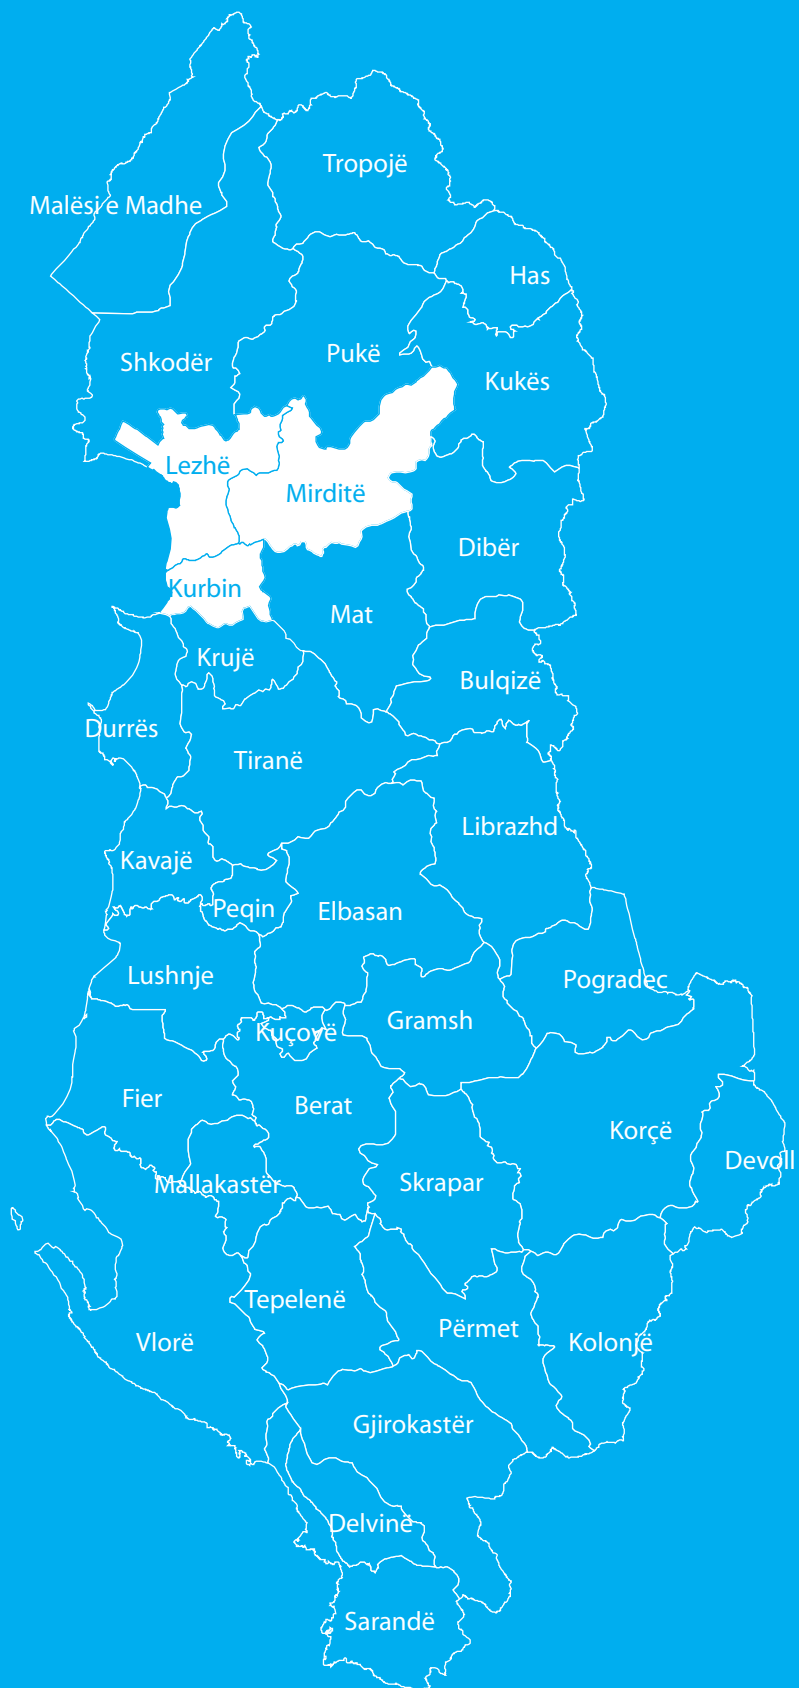 Tropojë
Malësi e Madhe
Has
Pukë
Shkodër
Kukës
Lezhë
Mirditë
Dibër
Kurbin
Mat
Krujë
Bulqizë
Durrës
Tiranë
Librazhd
Kavajë
Peqin
Elbasan
Lushnje
Pogradec
Gramsh
Kuçovë
Fier
Berat
Korçë
Devoll
Mallakastër
Skrapar
Tepelenë
Përmet
Vlorë
Kolonjë
Gjirokastër
Delvinë
Sarandë